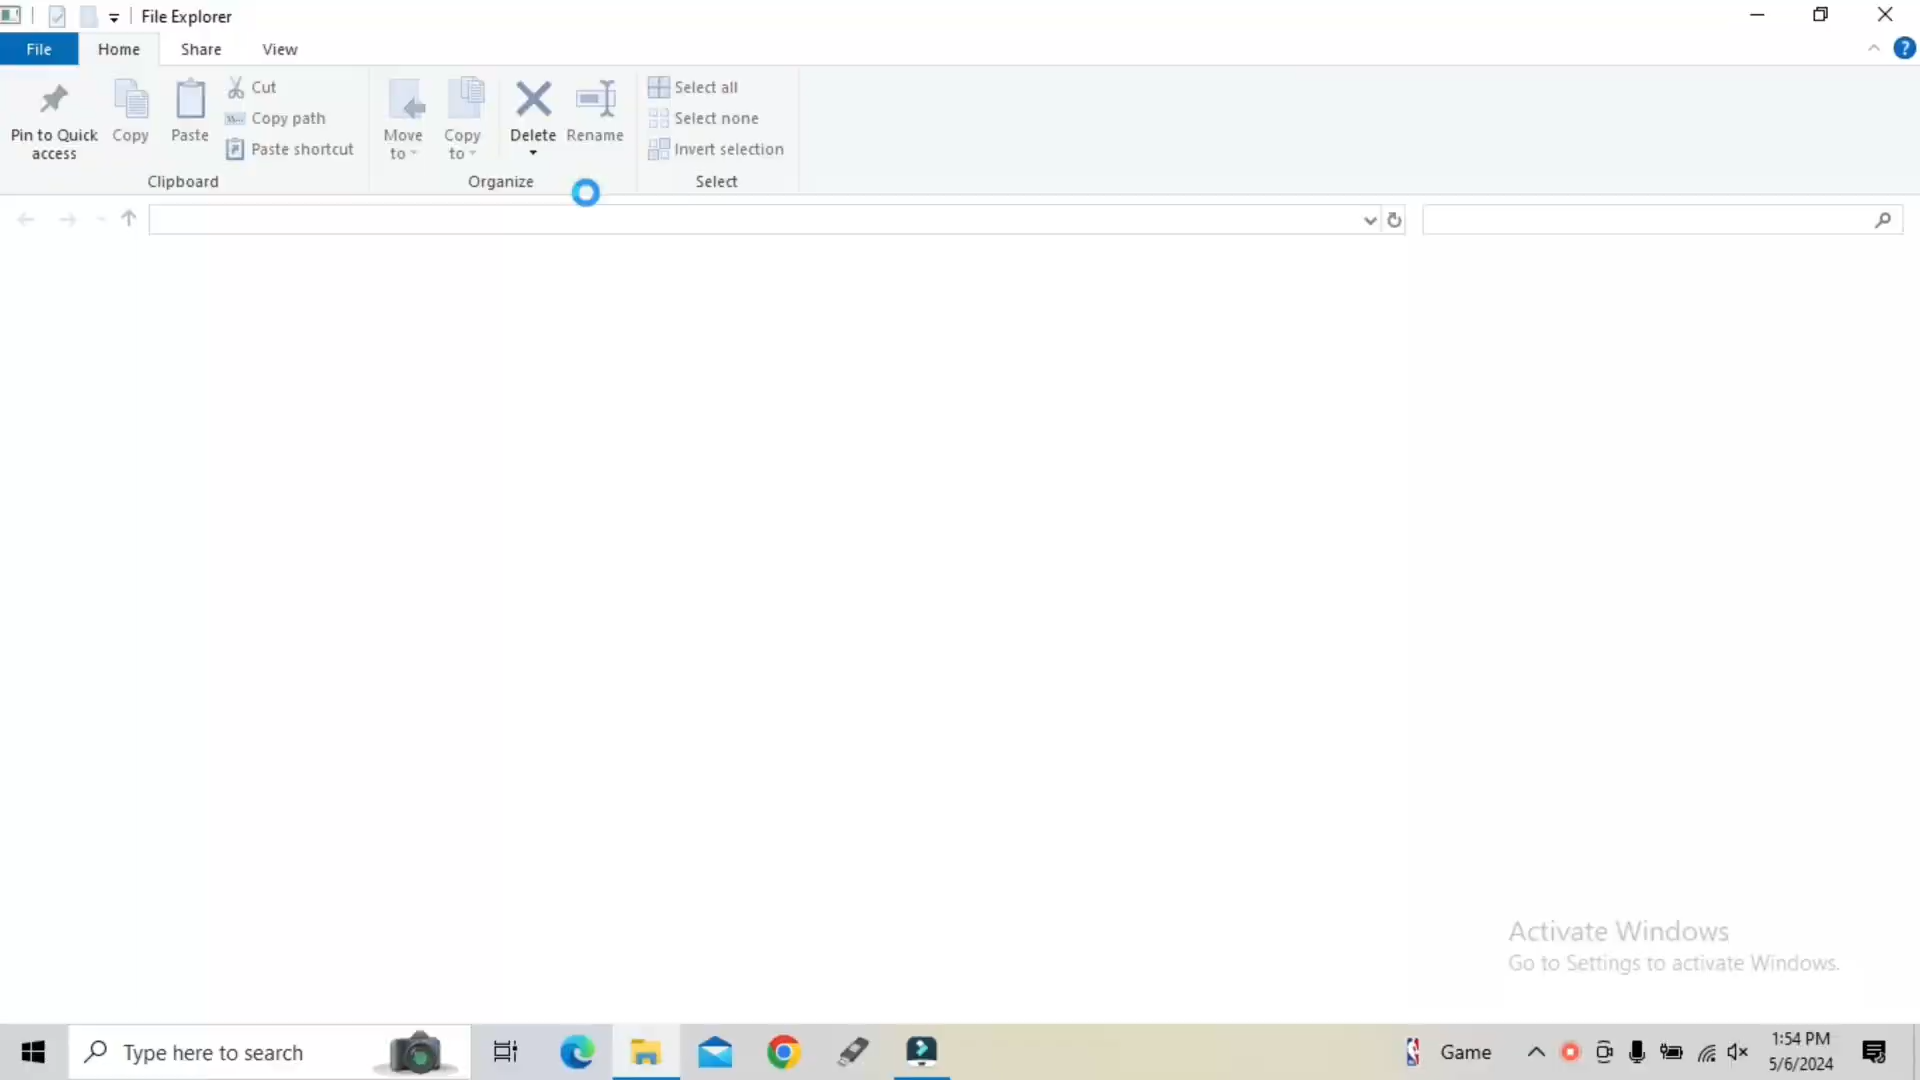 File Explorer
File Home Share View
Pin to Quick access
Copy
Paste
Cut
Copy path
Paste shortcut
Move to
Copy to
Delete
Rename
Select all
Select none
Invert selection
Clipboard Organize Select
Activate Windows
Go to Settings to activate Windows.
Type here to search
Game
1:54 PM
5/6/2024